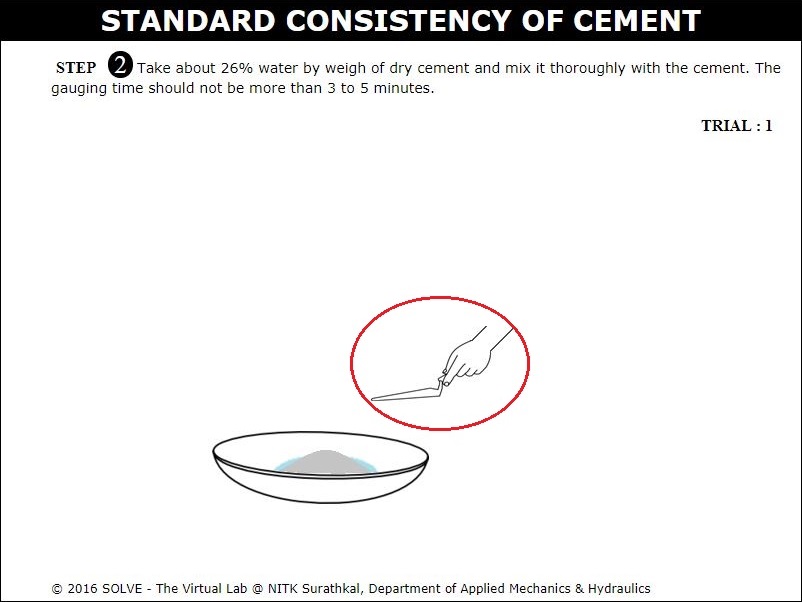 STANDARD CONSISTENCY OF CEMENT
STEP 2 Take about 26% water by weigh of dry cement and mix it thoroughly with the cement. The
gauging time should not be more than 3 to 5 minutes.
TRIAL : 1
© 2016 SOLVE - The Virtual Lab @ NITK Surathkal, Department of Applied Mechanics & Hydraulics